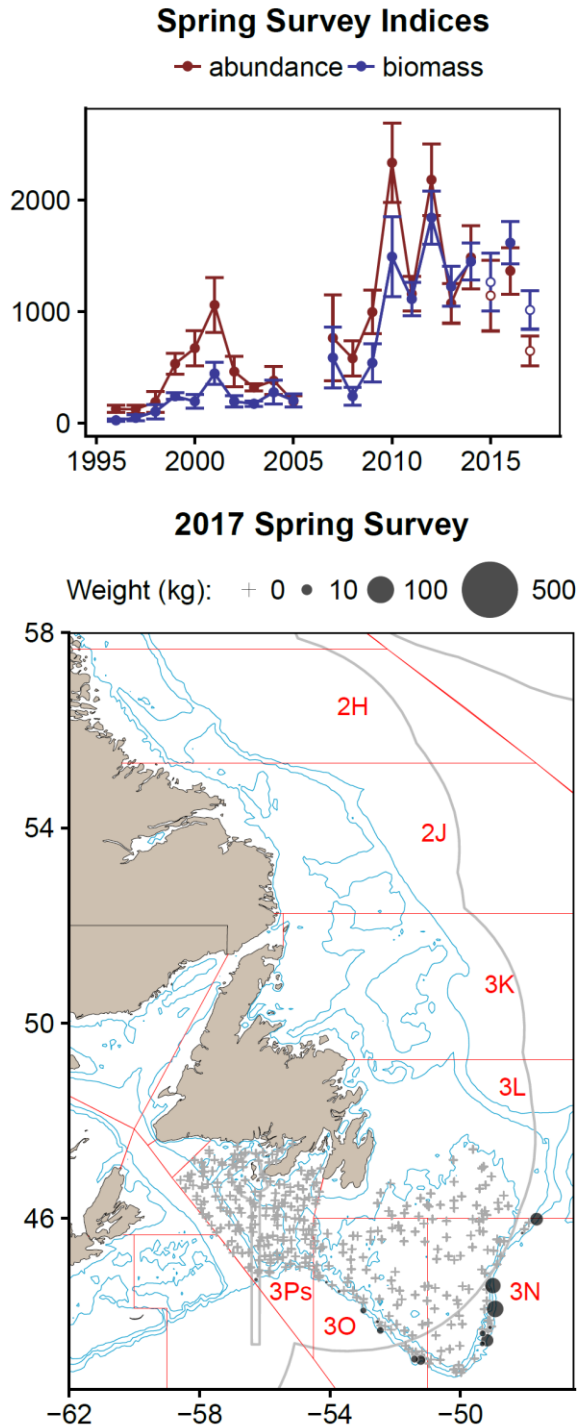 Spring Survey Indices
abundance biomass
2000
1000
0
1995 2000 2005 2010 2015
2017 Spring Survey
Weight (kg): 0 10 100 500
58
2H
54
2J
3K
50
3L
46
3Ps
3N
3O
−62 −58 −54 −50